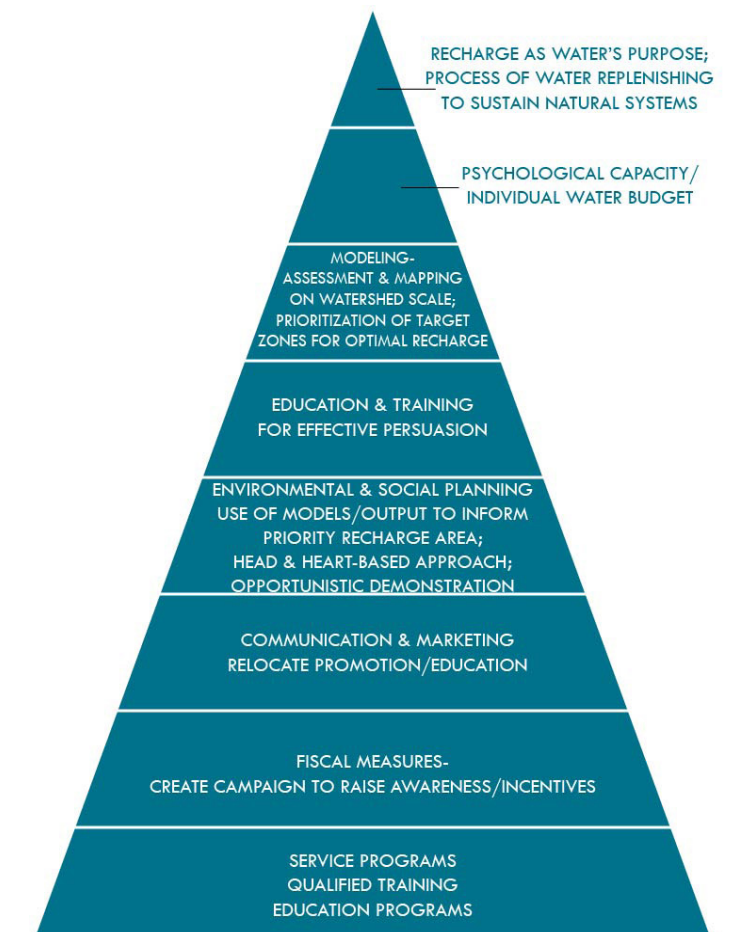 RECHARGE AS WATER'S PURPOSE;
PROCESS OF WATER REPLENISHING
TO SUSTAIN NATURAL SYSTEMS
PSYCHOLOGICAL CAPACITY/
INDIVIDUAL WATER BUDGET
MODELING-
ASSESSMENT & MAPPING
ON WATERSHED SCALE;
PRIORITIZATION OF TARGET
ZONES FOR OPTIMAL RECHARGE
EDUCATION & TRAINING
FOR EFFECTIVE PERSUASION
ENVIRONMENTAL & SOCIAL PLANNING
USE OF MODELS/OUTPUT TO INFORM
PRIORITY RECHARGE AREA;
HEAD & HEART-BASED APPROACH;
OPPORTUNISTIC DEMONSTRATION
COMMUNICATION & MARKETING
RELOCATE PROMOTION/EDUCATION
FISCAL MEASURES-
CREATE CAMPAIGN TO RAISE AWARENESS/INCENTIVES
SERVICE PROGRAMS
QUALIFIED TRAINING
EDUCATION PROGRAMS